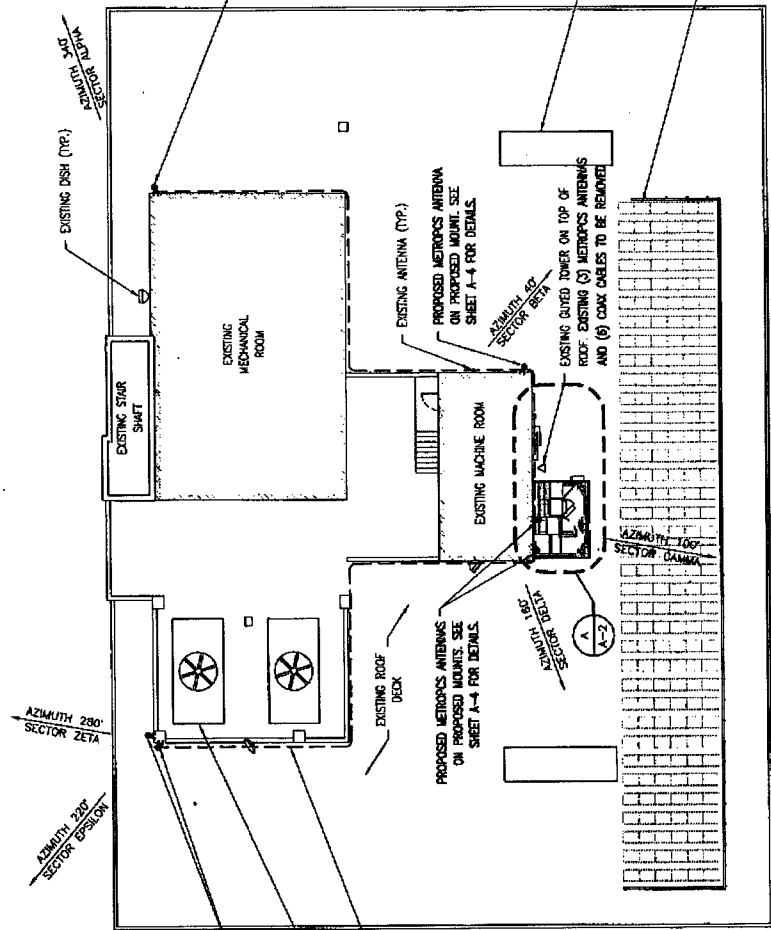 AZIMUTH 340°
SECTOR ALPHA
EXISTING DISH (TYP.)
EXISTING STAIR
SHAFT
EXISTING
MECHANICAL
ROOM
EXISTING ANTENNA (TYP.)
PROPOSED METROPCS ANTENNA
ON PROPOSED MOUNT. SEE
SHEET A-4 FOR DETAILS.
AZIMUTH 40°
SECTOR BETA
EXISTING GUYED TOWER ON TOP OF
ROOF. EXISTING (3) METROPCS ANTENNAS
AND (6) COAX CABLES TO BE REMOVED
EXISTING MACHINE ROOM
AZIMUTH 100°
SECTOR GAMMA
AZIMUTH 160°
SECTOR DELTA
A
A-2
EXISTING ROOF
DECK
PROPOSED METROPCS ANTENNAS
ON PROPOSED MOUNTS. SEE
SHEET A-4 FOR DETAILS.
AZIMUTH 280°
SECTOR ZETA
AZIMUTH 220°
SECTOR EPSILON